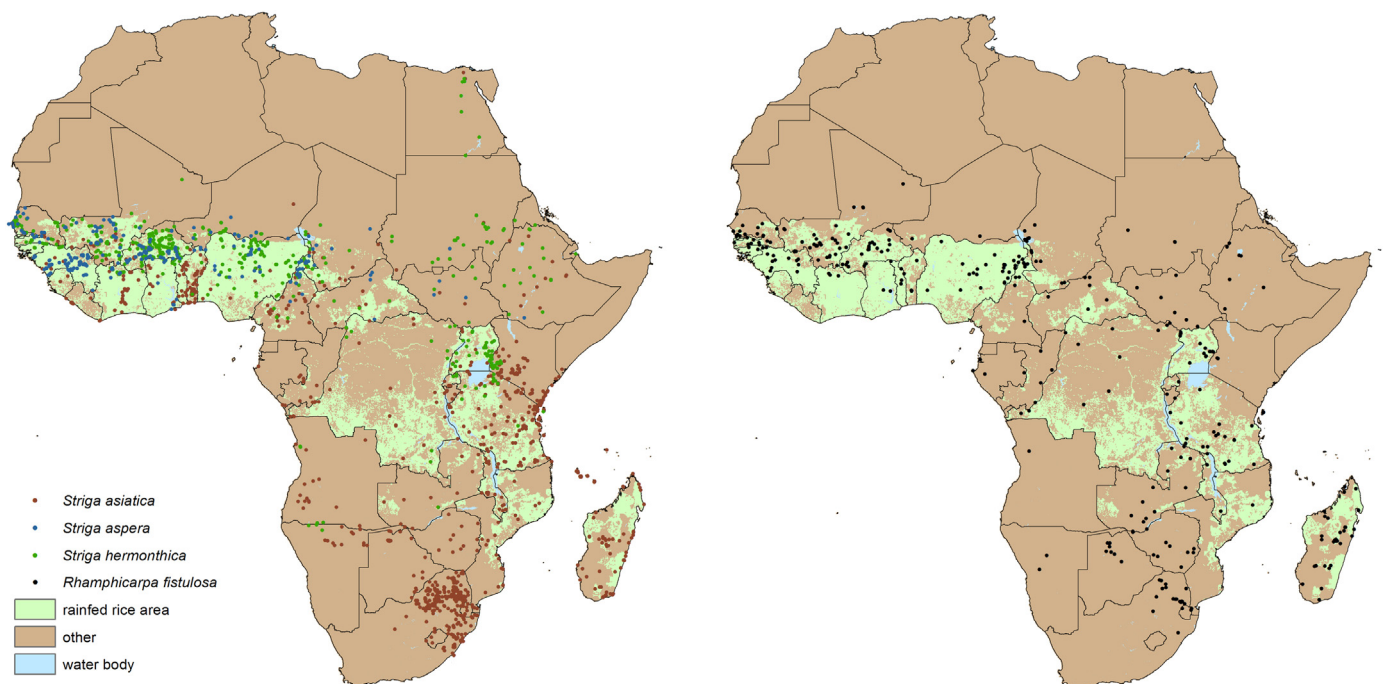 Striga asiatica
Striga aspera
Striga hermonthica
Rhamphicarpa fistulosa
rainfed rice area
other
water body